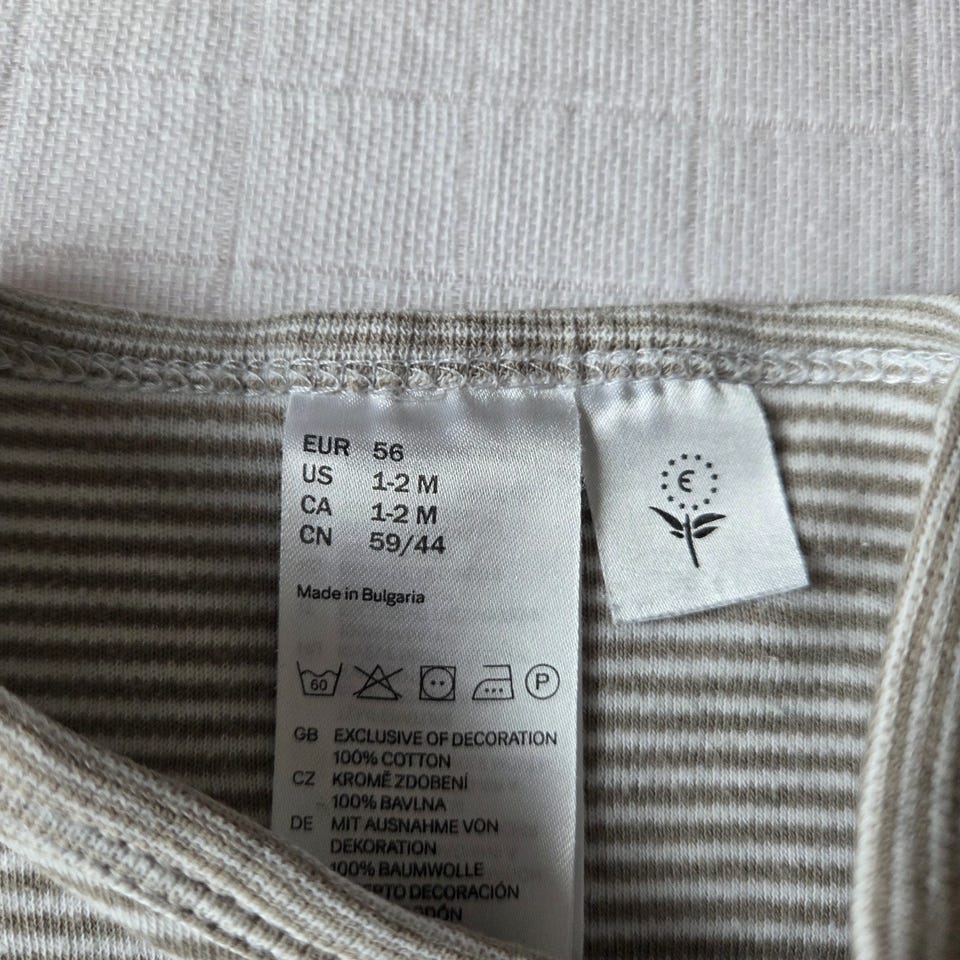 EUR 56
US 1-2 M
CA 1-2 M
CN 59/44
Made in Bulgaria
60
P
GB EXCLUSIVE OF DECORATION
100% COTTON
CZ KROMĚ ZDOBENÍ
100% BAVLNA
DE MIT AUSNAHME VON
DEKORATION
100% BAUMWOLLE
DECORACIÓN
Є